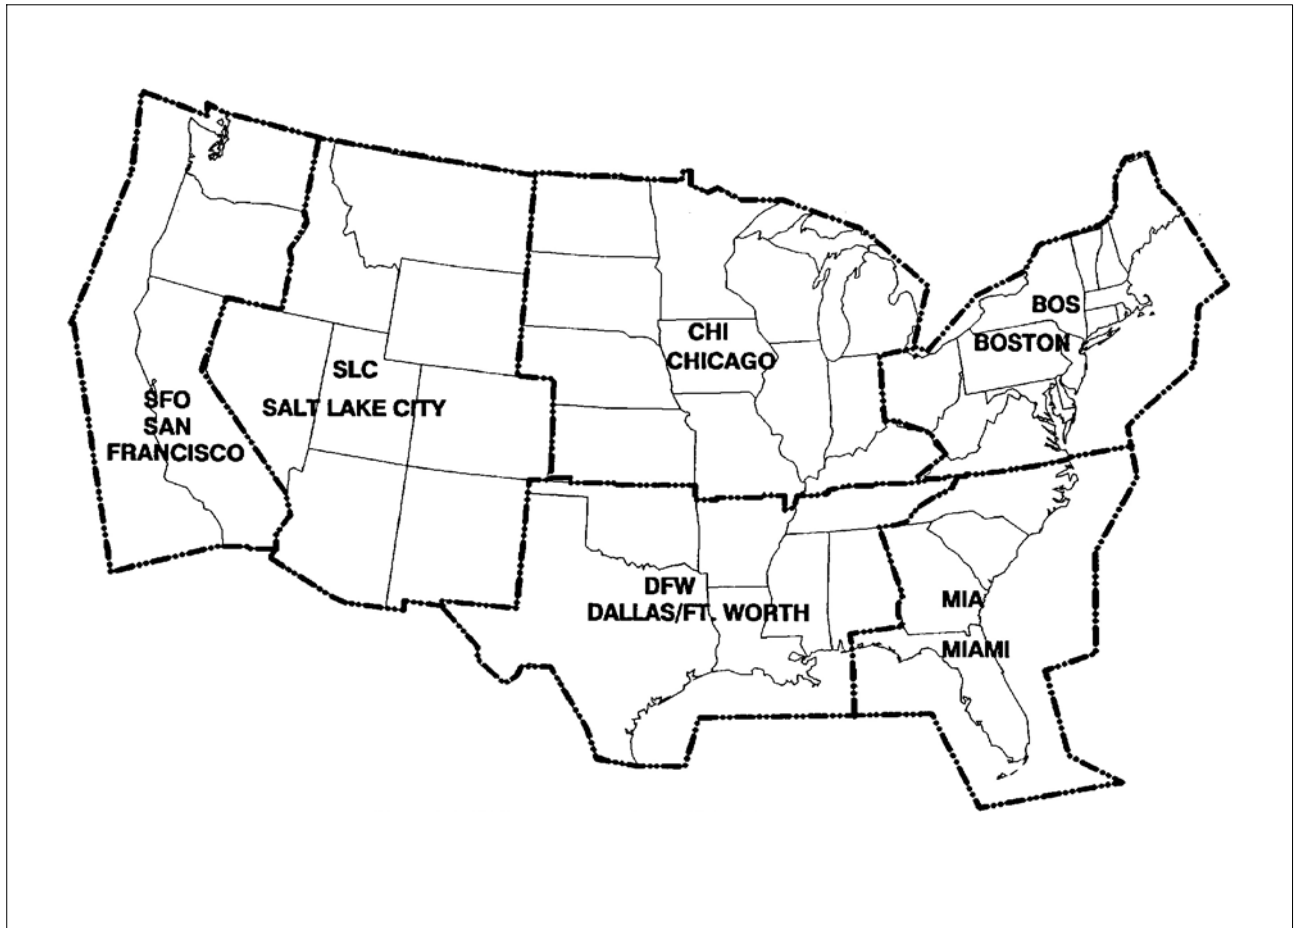 BOS
BOSTON
CHI
CHICAGO
SLC
SALT LAKE CITY
SFO
SAN
FRANCISCO
DFW
DALLAS/FT. WORTH
MIA
MIAMI